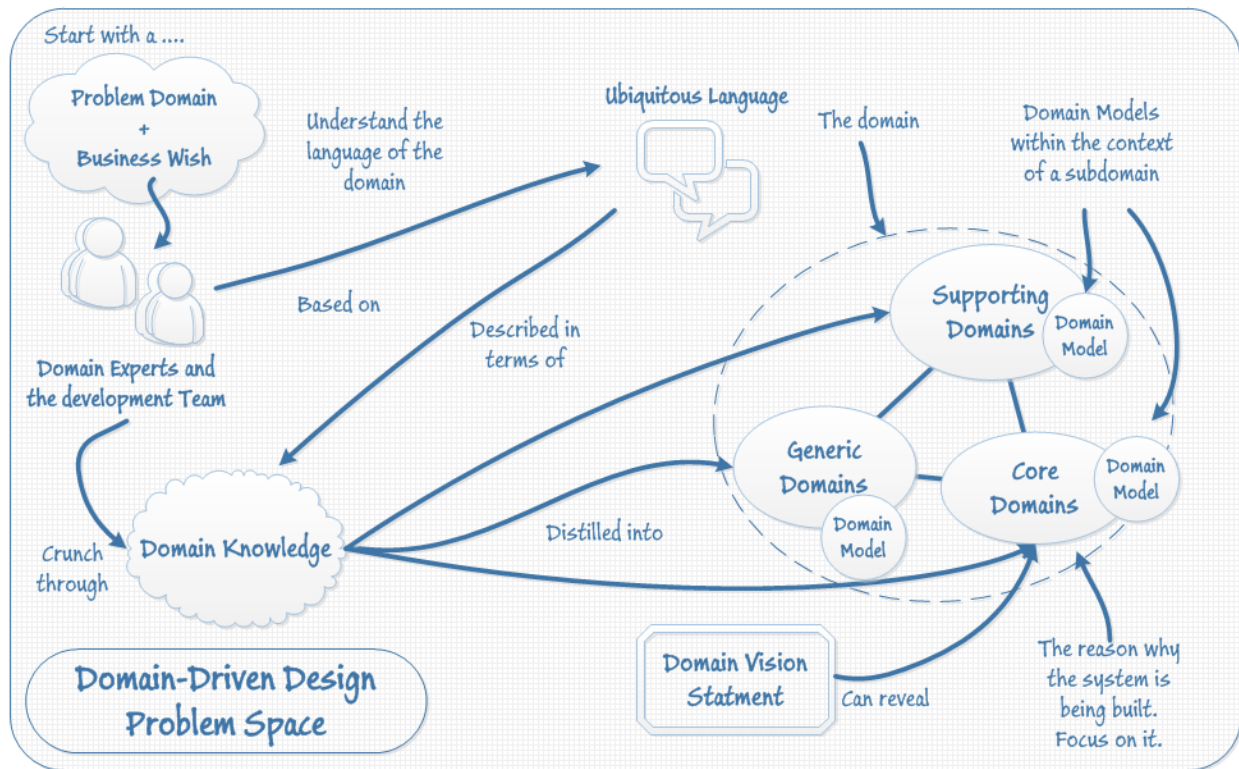 Start with a ....
Problem Domain
+
Business Wish
Understand the
language of the
domain
Ubiquitous Language
The domain
Domain Models
within the context
of a subdomain
Based on
Described in
terms of
Domain Experts and
the development Team
Supporting
Domains
Domain
Model
Generic
Domains
Domain
Model
Core
Domains
Domain
Model
Crunch
through
Domain Knowledge
Distilled into
Domain-Driven Design
Problem Space
Domain Vision
Statment
Can reveal
The reason why
the system is
being built.
Focus on it.